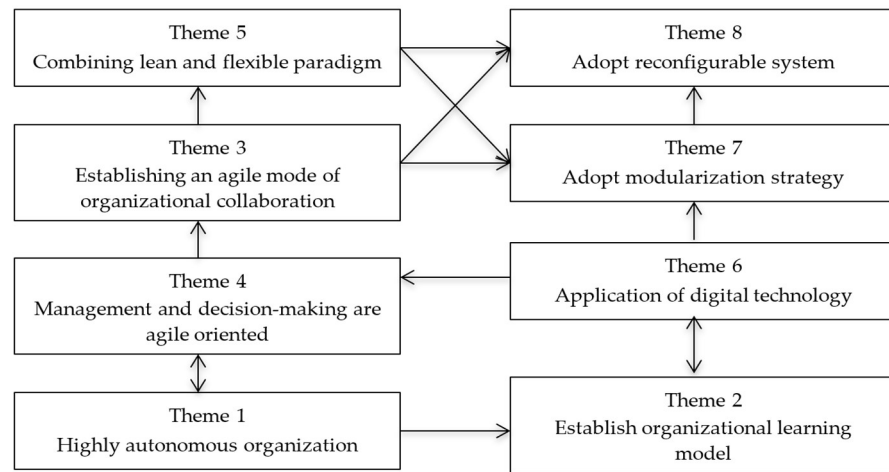 Theme 5
Combining lean and flexible paradigm
Theme 8
Adopt reconfigurable system
Theme 3
Establishing an agile mode of
organizational collaboration
Theme 7
Adopt modularization strategy
Theme 4
Management and decision-making are
agile oriented
Theme 6
Application of digital technology
Theme 1
Highly autonomous organization
Theme 2
Establish organizational learning
model